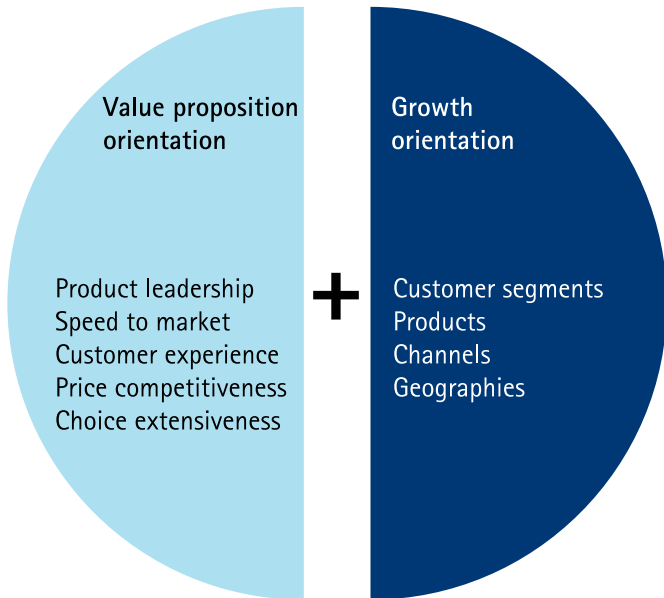 Value proposition
orientation
Product leadership
Speed to market
Customer experience
Price competitiveness
Choice extensiveness
+
Growth
orientation
Customer segments
Products
Channels
Geographies